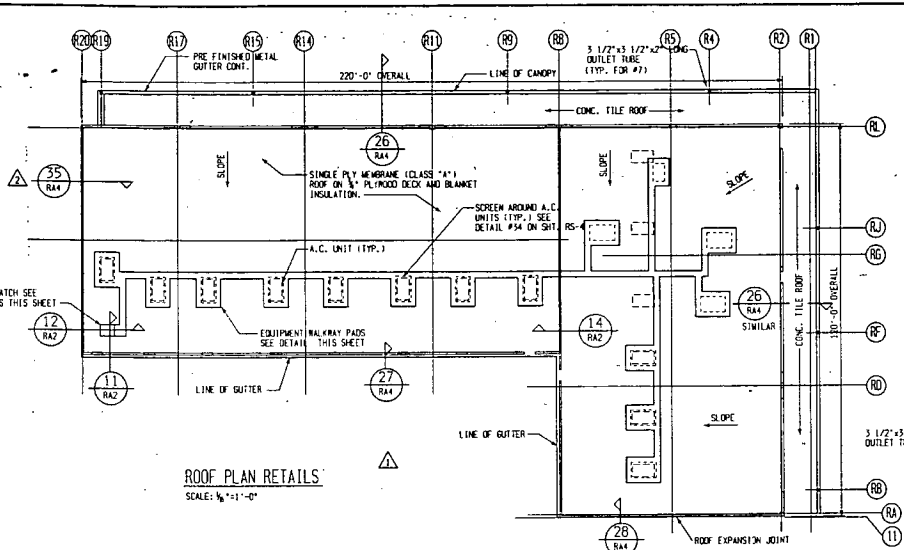 R20
R19
R17
R15
R14
R11
R9
R8
R5
R4
R2
R1
PRE FINISHED METAL
GUTTER CONT.
220'-0" OVERALL
LINE OF CANOPY
3 1/2"x3 1/2"x2" LONG
OUTLET TUBE
(TYP. FOR #7)
CONC. TILE ROOF
RL
26
RA4
SLOPE
SINGLE PLY MEMBRANE (CLASS "A")
ROOF ON PLYWOOD DECK AND BLANKET
INSULATION.
SLOPE
SLOPE
2
35
RA4
SCREEN AROUND A.C.
UNITS (TYP.) SEE
DETAIL #34 ON SHT. RS-4
RJ
A.C. UNIT (TYP.)
RG
CONC. TILE ROOF
120'-0" OVERALL
ATCH SEE
S THIS SHEET
12
RA2
EQUIPMENT WALKWAY PADS
SEE DETAIL THIS SHEET
14
RA2
26
RA4
SIMILAR
RF
11
RA2
LINE OF GUTTER
27
RA4
RD
SLOPE
LINE OF GUTTER
3 1/2"x3
OUTLET T
1
ROOF PLAN RETAILS
SCALE: 1/8"=1'-0"
RB
RA
28
RA4
ROOF EXPANSION JOINT
11